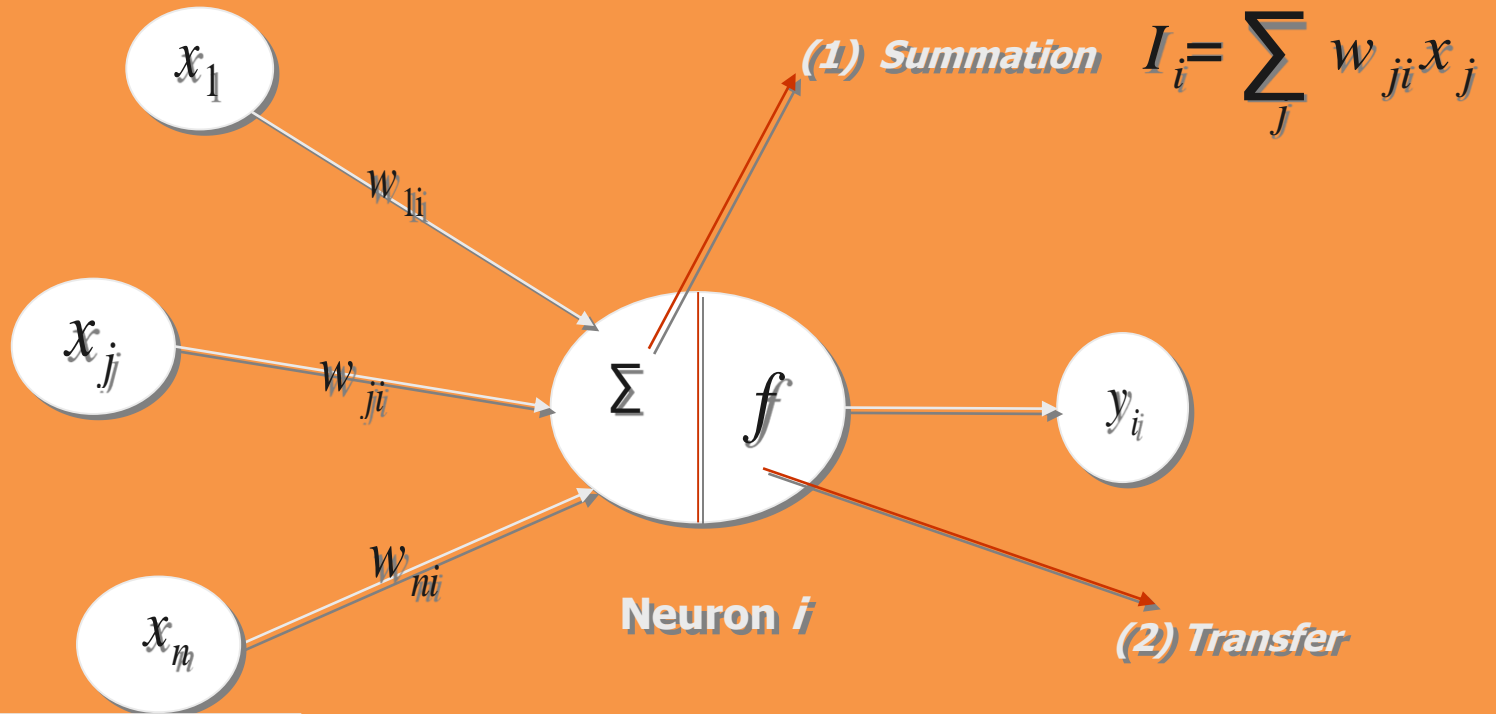 x₁
(1) Summation
Iᵢ = ∑ⱼ wⱼᵢ xⱼ
w₁ᵢ
xⱼ
wⱼᵢ
∑
f
yᵢ
wₙᵢ
xₙ
Neuron i
(2) Transfer